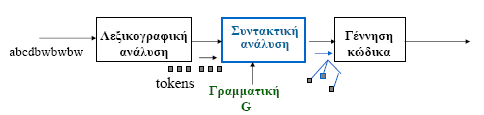 abcdbwbwbw
Λεξικογραφική
ανάλυση
tokens
Συντακτική
ανάλυση
Γραμματική
G
Γέννηση
κώδικα